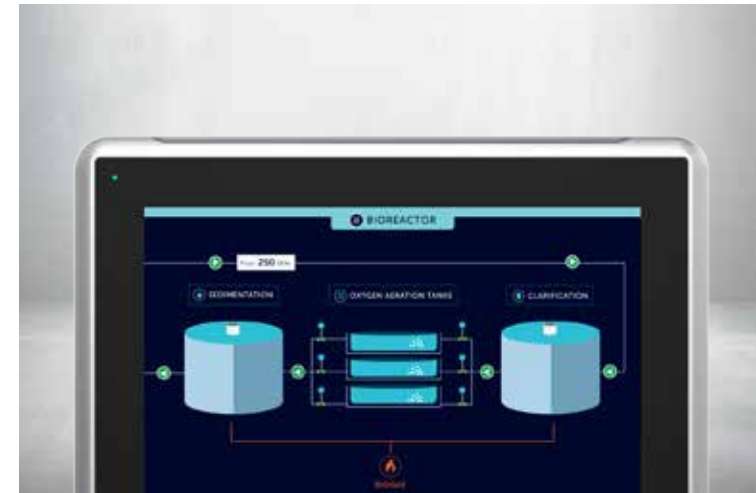 BIOREACTOR
250
SEDIMENTATION
OXYGEN AERATION TANKS
CLARIFICATION